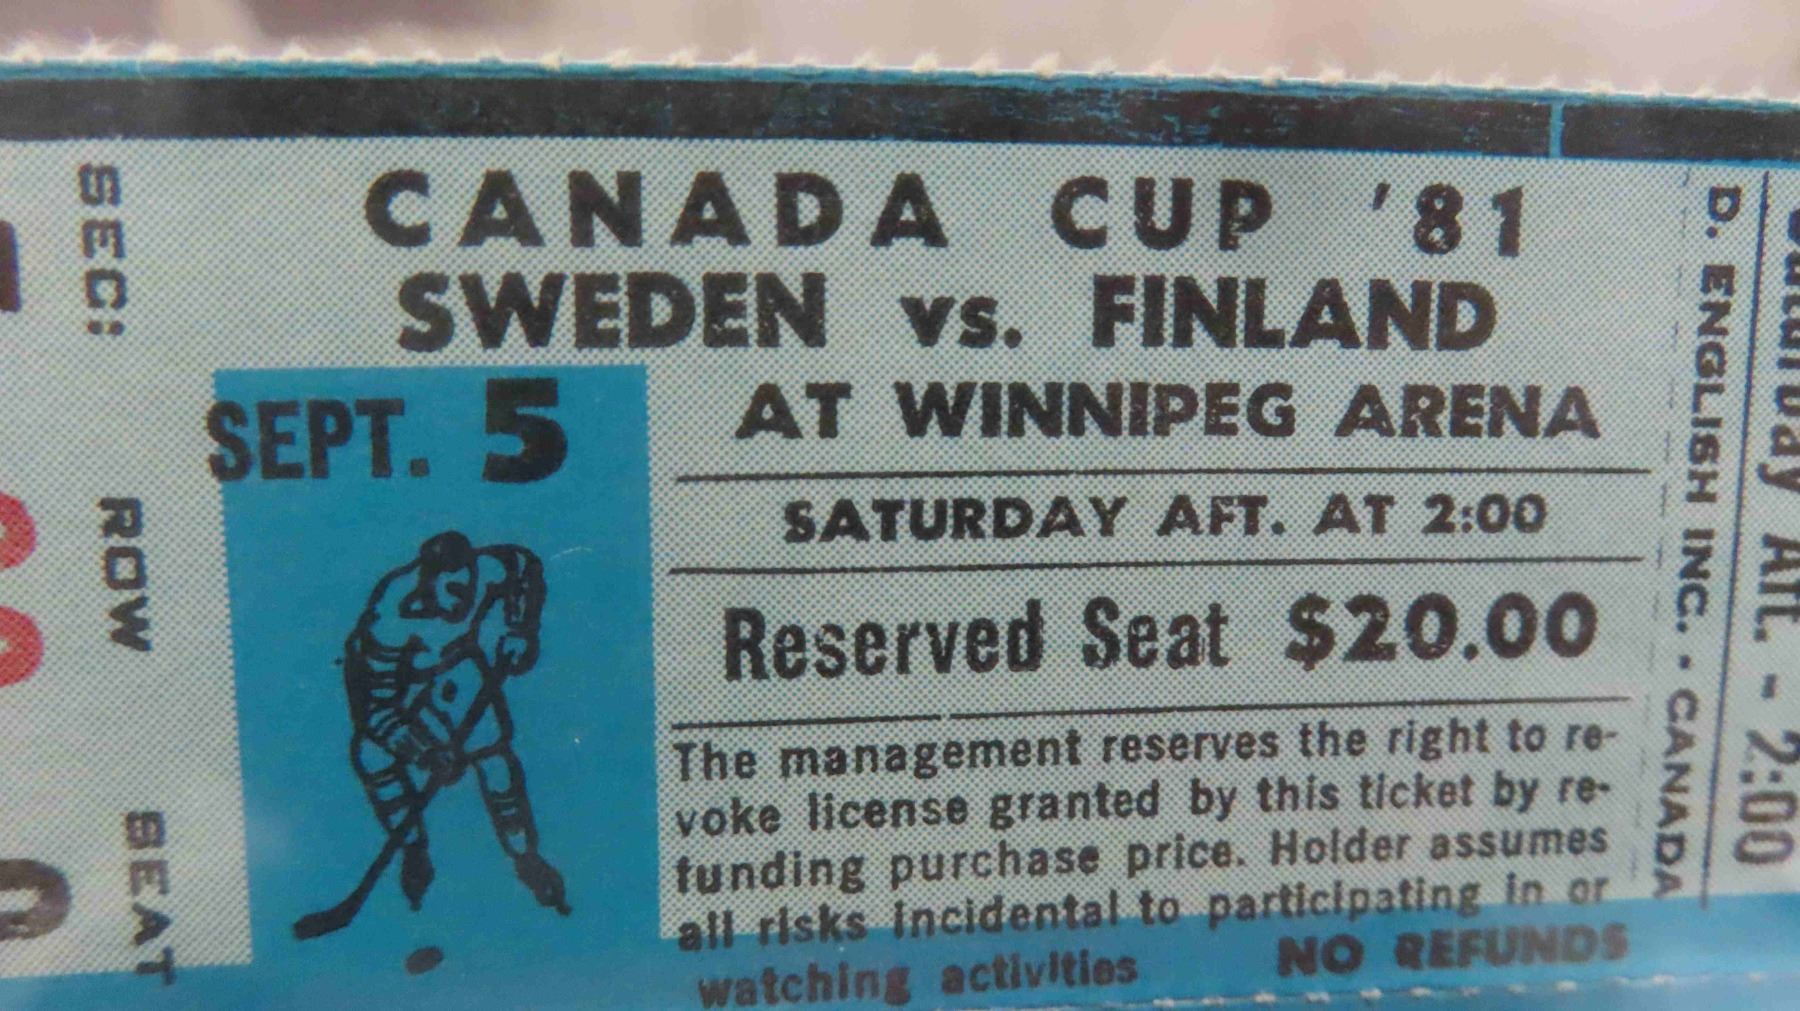 CANADA CUP '81
SWEDEN vs. FINLAND
SEPT. 5
AT WINNIPEG ARENA
SATURDAY AFT. AT 2:00
Reserved Seat $20.00
The management reserves the right to re-
voke license granted by this ticket by re-
funding purchase price. Holder assumes
all risks incidental to participating in or
watching activities NO REFUNDS
SEC:
ROW
SEAT
D. ENGLISH INC. - CANADA
Saturday Aft. - 2:00